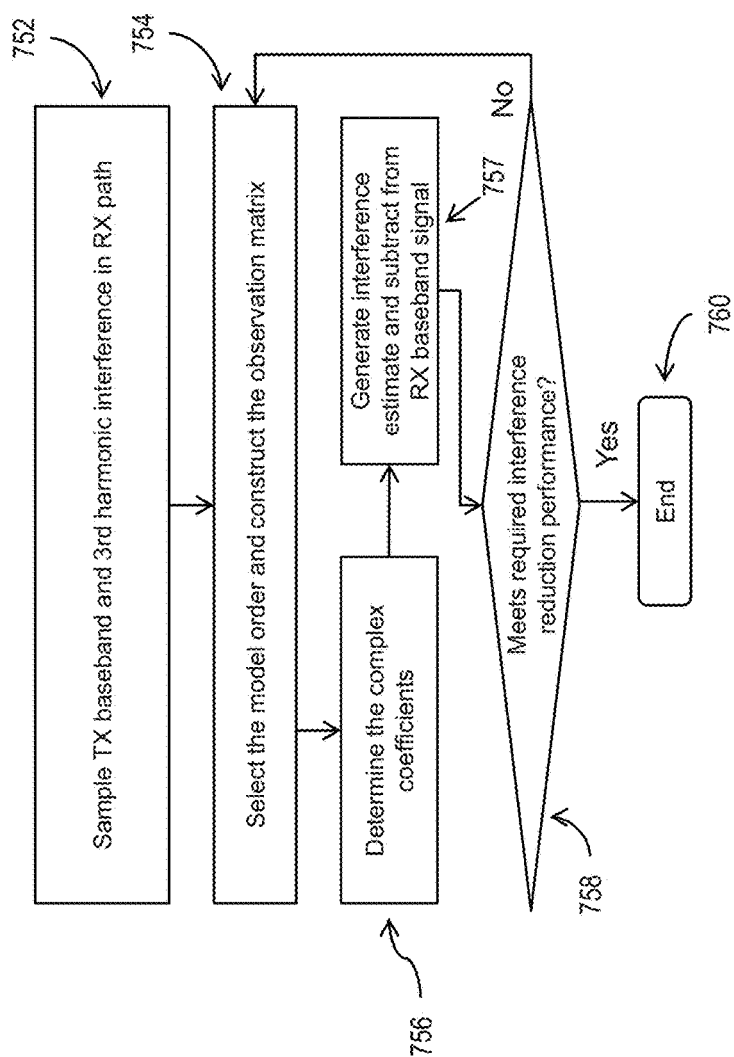 752
Sample TX baseband and 3rd harmonic interference in RX path
754
Select the model order and construct the observation matrix
756
Determine the complex
coefficients
Generate interference
estimate and subtract from
RX baseband signal
757
No
Meets required interference
reduction performance?
758
Yes
End
760